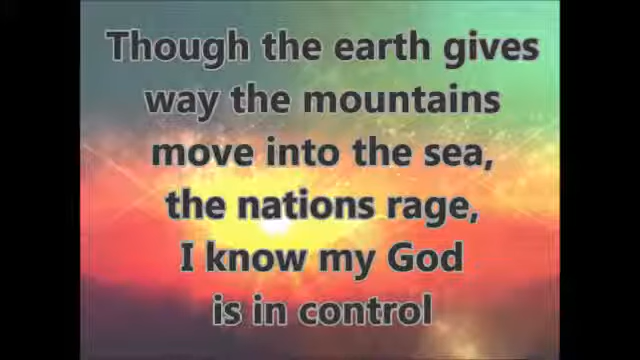 Though the earth gives
way the mountains
move into the sea,
the nations rage,
I know my God
is in control